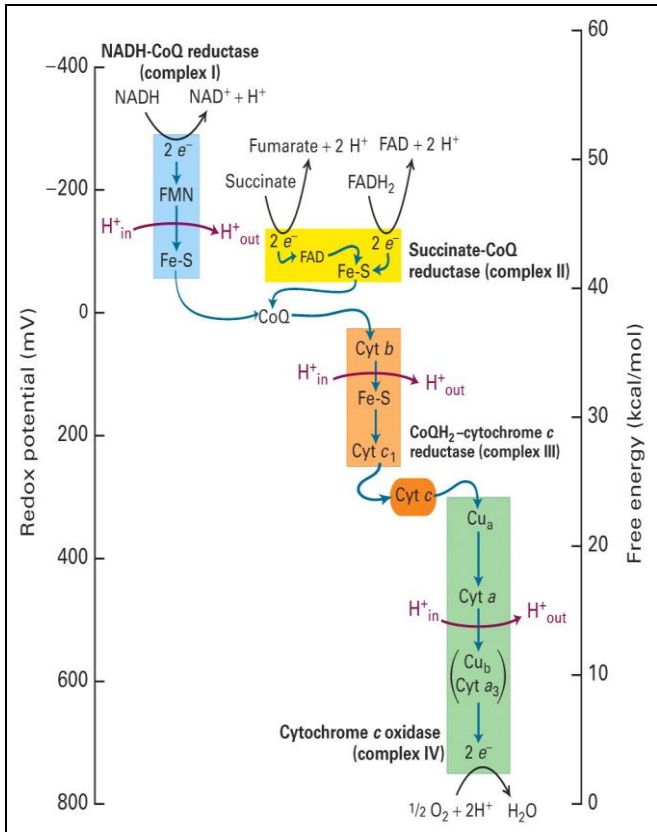 NADH-CoQ reductase
(complex I)
NADH
NAD⁺ + H⁺
2 e⁻
FMN
Fe-S
H⁺in
H⁺out
Fumarate + 2 H⁺
FAD + 2 H⁺
Succinate
FADH₂
2 e⁻
FAD
2 e⁻
Fe-S
Succinate-CoQ
reductase (complex II)
CoQ
Cyt b
H⁺in
H⁺out
Fe-S
Cyt c₁
CoQH₂–cytochrome c
reductase (complex III)
Cyt c
Cuₐ
Cyt a
H⁺in
H⁺out
Cu_b
Cyt a₃
Cytochrome c oxidase
(complex IV)
2 e⁻
1/2 O₂ + 2H⁺
H₂O
Redox potential (mV)
−400
−200
0
200
400
600
800
Free energy (kcal/mol)
60
50
40
30
20
10
0